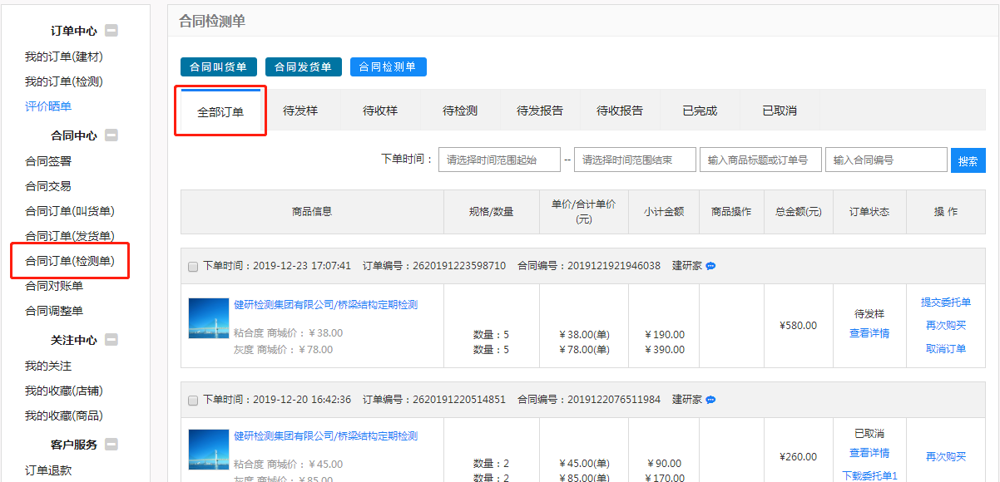 订单中心
我的订单(建材)
我的订单(检测)
评价晒单
合同中心
合同签署
合同交易
合同订单(叫货单)
合同订单(发货单)
合同订单(检测单)
合同对账单
合同调整单
关注中心
我的关注
我的收藏(店铺)
我的收藏(商品)
客户服务
订单退款
合同检测单
合同叫货单 合同发货单 合同检测单
全部订单 待发样 待收样 待检测 待发报告 待收报告 已完成 已取消
下单时间： 请选择时间范围起始 -- 请选择时间范围结束 输入商品标题或订单号 输入合同编号 搜索
商品信息 规格/数量 单价/合计单价(元) 小计金额 商品操作 总金额(元) 订单状态 操 作
下单时间：2019-12-23 17:07:41 订单编号：2620191223598710 合同编号：2019121921946038 建研家
健研检测集团有限公司/桥梁结构定期检测
粘合度 商城价：￥38.00 数量：5 ￥38.00(单) ￥190.00
灰度 商城价：￥78.00 数量：5 ￥78.00(单) ￥390.00
¥580.00
待发样
查看详情
提交委托单
再次购买
取消订单
下单时间：2019-12-20 16:42:36 订单编号：2620191220514851 合同编号：2019122076511984 建研家
健研检测集团有限公司/桥梁结构定期检测
粘合度 商城价：￥45.00 数量：2 ￥45.00(单) ￥90.00
灰度 商城价：￥85.00 数量：2 ￥85.00(单) ￥170.00
¥260.00
已取消
查看详情
下载委托单1
再次购买